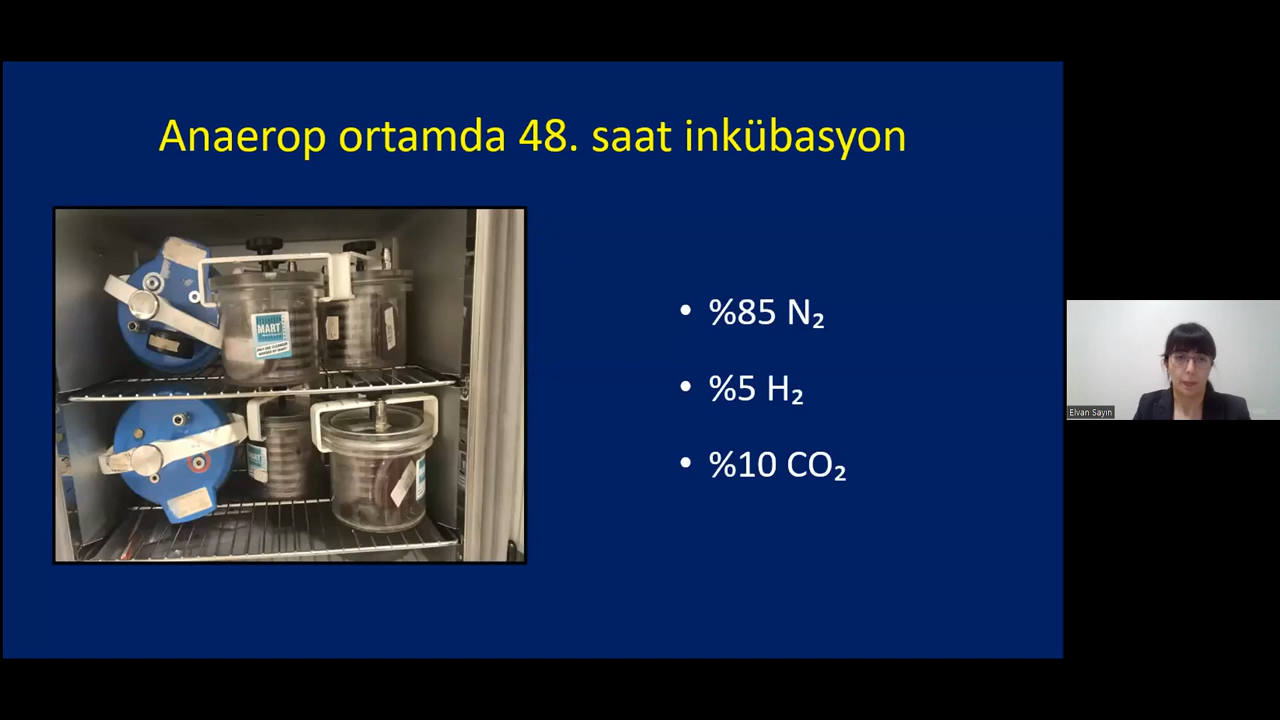 Anaerop ortamda 48. saat inkübasyon
MART
• %85 N₂
• %5 H₂
• %10 CO₂
Elvan Sayın